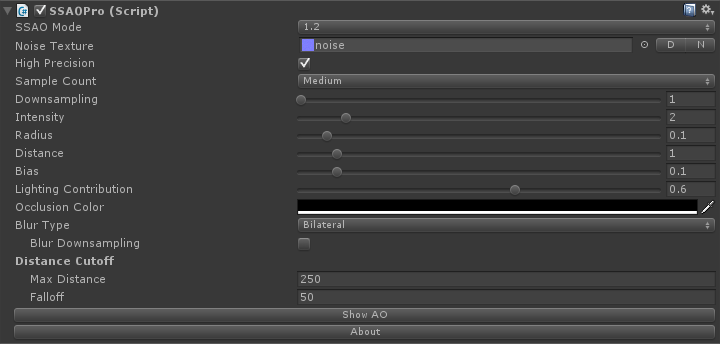 SSAOPro (Script)
SSAO Mode 1.2
Noise Texture noise D N
High Precision
Sample Count Medium
Downsampling 1
Intensity 2
Radius 0.1
Distance 1
Bias 0.1
Lighting Contribution 0.6
Occlusion Color
Blur Type Bilateral
Blur Downsampling
Distance Cutoff
Max Distance 250
Falloff 50
Show AO
About